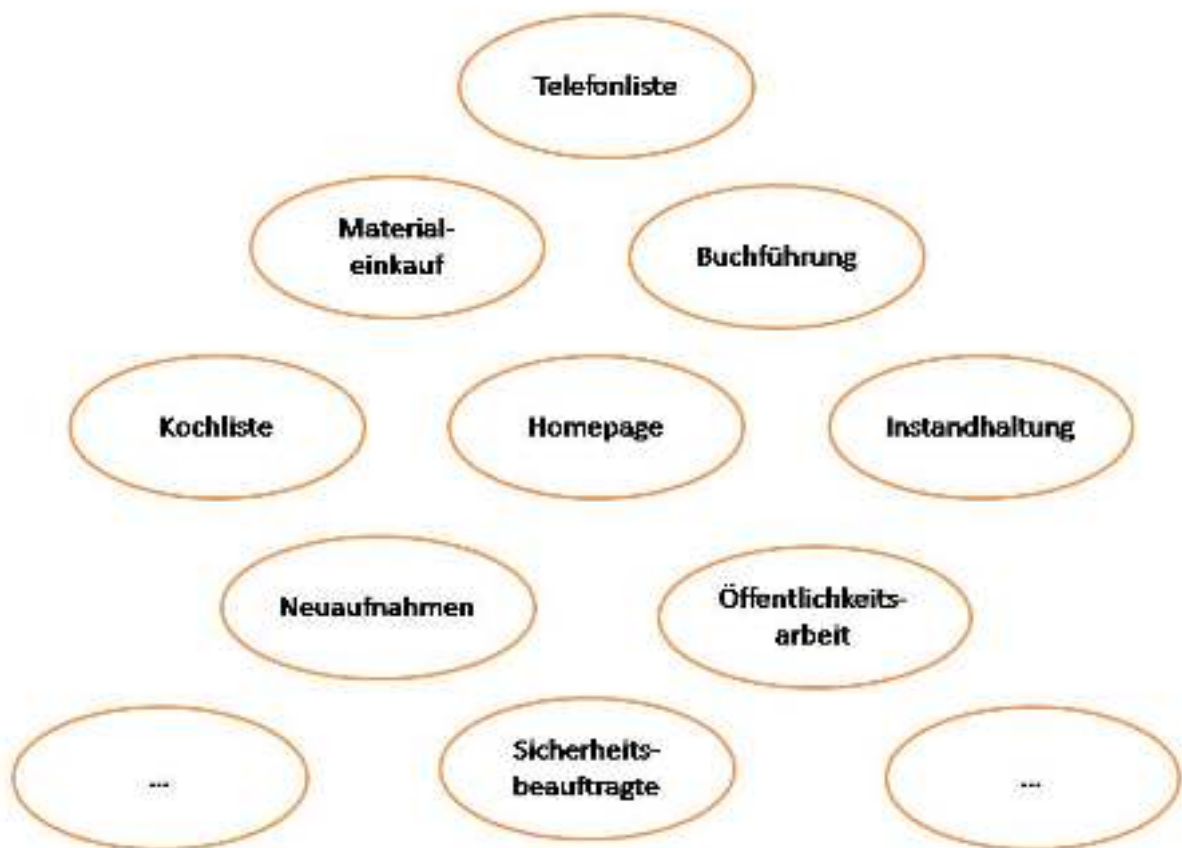 Telefonliste
Material-
einkauf
Buchführung
Kochliste
Homepage
Instandhaltung
Neuaufnahmen
Öffentlichkeits-
arbeit
...
Sicherheits-
beauftragte
...